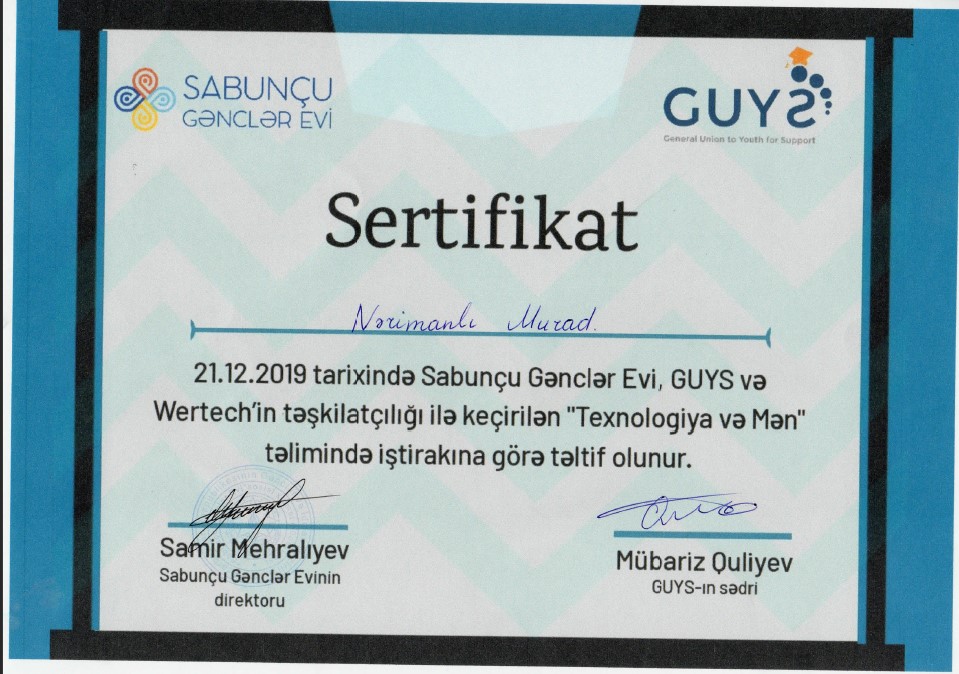 SABUNÇU
GƏNCLƏR EVİ
GUYS
General Union to Youth for Support
Sertifikat
Nərimanlı Murad.
21.12.2019 tarixində Sabunçu Gənclər Evi, GUYS və
Wertech’in təşkilatçılığı ilə keçirilən "Texnologiya və Mən"
təlimində iştirakına görə təltif olunur.
Samir Mehralıyev
Sabunçu Gənclər Evinin
direktoru
Mübariz Quliyev
GUYS-ın sədri